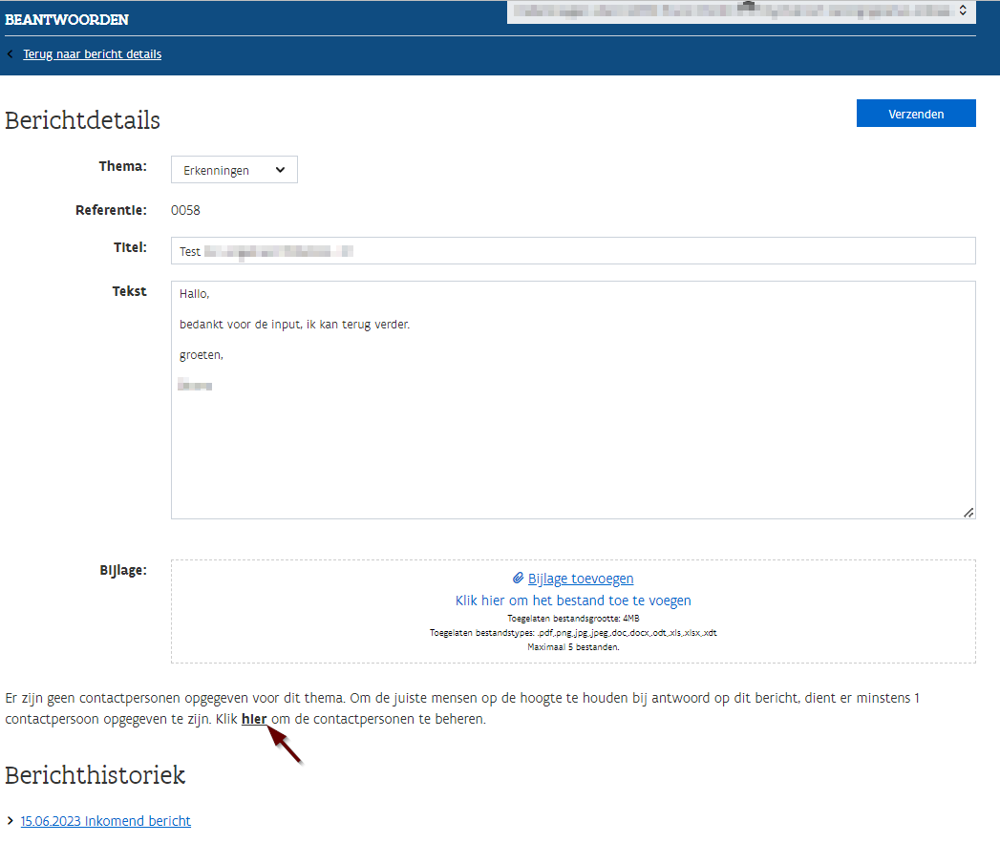 BEANTWOORDEN
Terug naar bericht details
Berichtdetails
Verzenden
Thema:
Erkenningen
Referentie:
0058
Titel:
Test
Tekst
Hallo,
bedankt voor de input, ik kan terug verder.
groeten,
Bijlage:
Bijlage toevoegen
Klik hier om het bestand toe te voegen
Toegelaten bestandsgrootte: 4MB
Toegelaten bestandstypes: .pdf,.png,.jpg,.jpeg,.doc,.docx,.odt,.xls,.xlsx,.xdt
Maximaal 5 bestanden.
Er zijn geen contactpersonen opgegeven voor dit thema. Om de juiste mensen op de hoogte te houden bij antwoord op dit bericht, dient er minstens 1
contactpersoon opgegeven te zijn. Klik hier om de contactpersonen te beheren.
Berichthistoriek
15.06.2023 Inkomend bericht